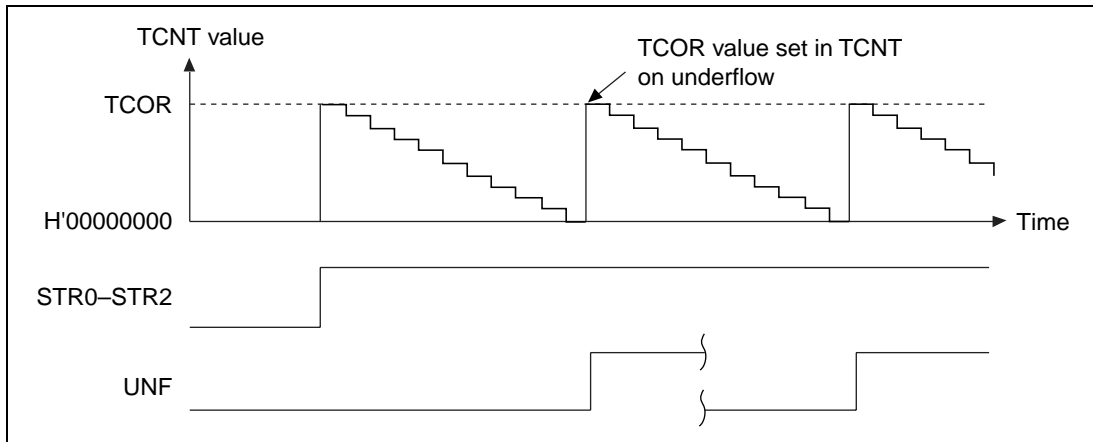 TCNT value
TCOR value set in TCNT
on underflow
TCOR
H'00000000
Time
STR0–STR2
UNF